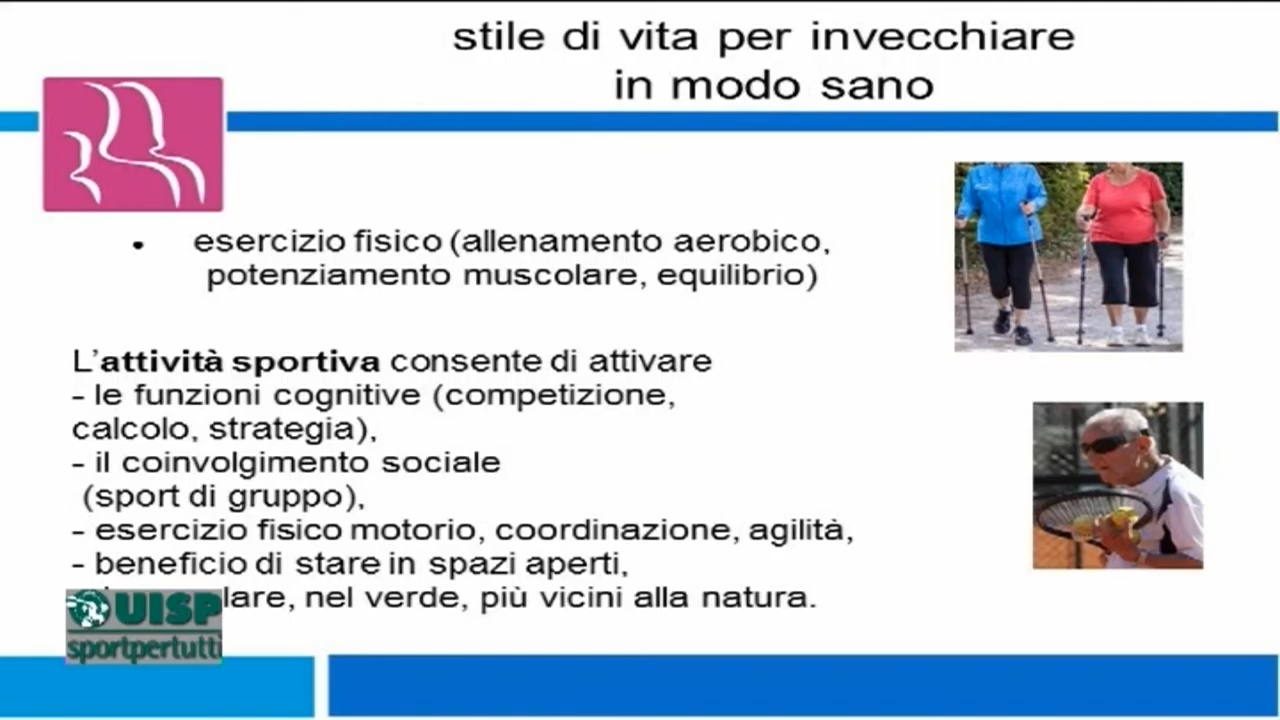 stile di vita per invecchiare
in modo sano
• esercizio fisico (allenamento aerobico,
potenziamento muscolare, equilibrio)
L'attività sportiva consente di attivare
- le funzioni cognitive (competizione,
calcolo, strategia),
- il coinvolgimento sociale
(sport di gruppo),
- esercizio fisico motorio, coordinazione, agilità,
- beneficio di stare in spazi aperti,
nel verde, più vicini alla natura.
UISP
sportpertutti